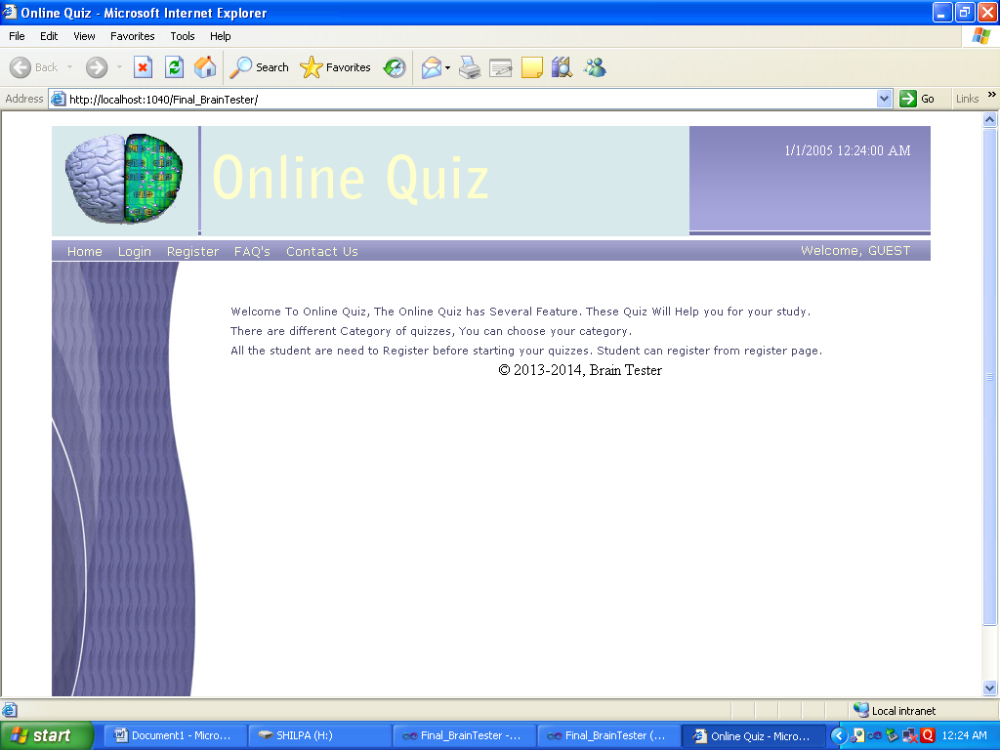 Online Quiz - Microsoft Internet Explorer
File Edit View Favorites Tools Help
Back Search Favorites
Address http://localhost:1040/Final_BrainTester/ Go Links »
1/1/2005 12:24:00 AM
Online Quiz
Home Login Register FAQ's Contact Us Welcome, GUEST
Welcome To Online Quiz, The Online Quiz has Several Feature. These Quiz Will Help you for your study.
There are different Category of quizzes, You can choose your category.
All the student are need to Register before starting your quizzes. Student can register from register page.
© 2013-2014, Brain Tester
Local intranet
start Document1 - Micro... SHILPA (H:) Final_BrainTester -... Final_BrainTester (... Online Quiz - Micro... Q 12:24 AM